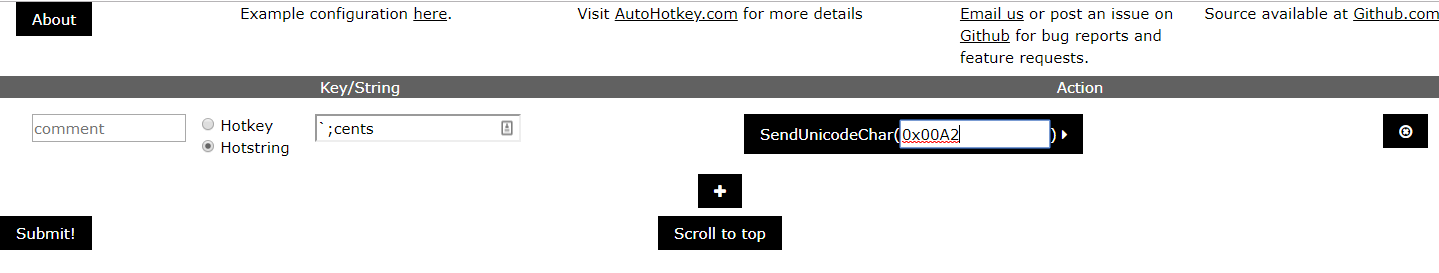 About
Example configuration here.
Visit AutoHotkey.com for more details
Email us or post an issue on
Github for bug reports and
feature requests.
Source available at Github.com
Key/String
Action
comment
Hotkey
Hotstring
`;cents
SendUnicodeChar(0x00A2)
Submit!
Scroll to top